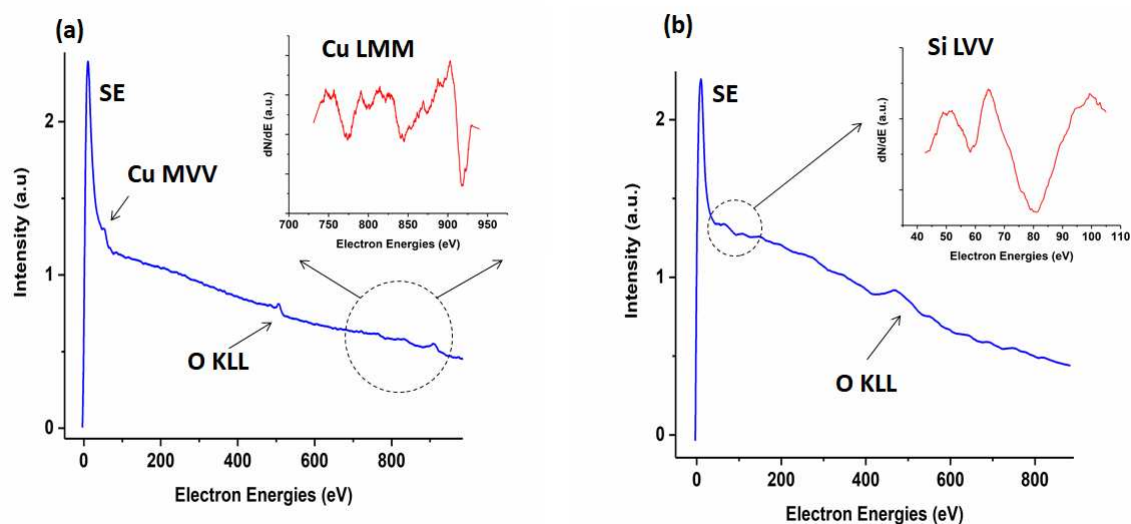 (a)
Cu LMM
SE
Cu MVV
O KLL
dN/dE (a.u.)
700 750 800 850 900 950
Electron Energies (eV)
Intensity (a.u)
2
1
0
0 200 400 600 800
Electron Energies (eV)
(b)
Si LVV
SE
O KLL
dN/dE (a.u.)
40 50 60 70 80 90 100 110
Electron Energies (eV)
Intensity (a.u.)
2
1
0
0 200 400 600 800
Electron Energies (eV)